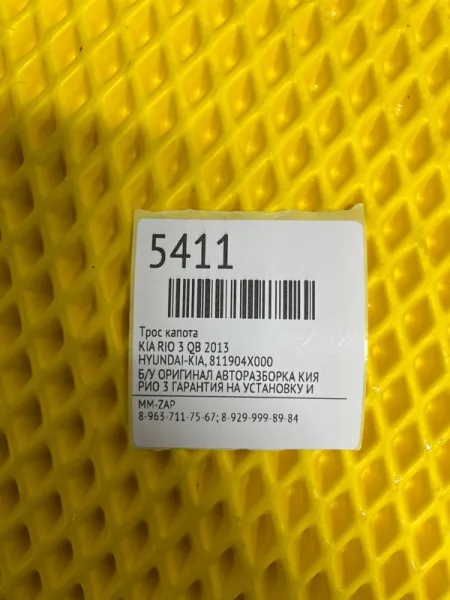 5411
Трос капота
KIA RIO 3 QB 2013
HYUNDAI-KIA, 811904X000
Б/У ОРИГИНАЛ АВТОРАЗБОРКА КИЯ
РИО 3 ГАРАНТИЯ НА УСТАНОВКУ И
MM-ZAP
8-963-711-75-67; 8-929-999-89-84